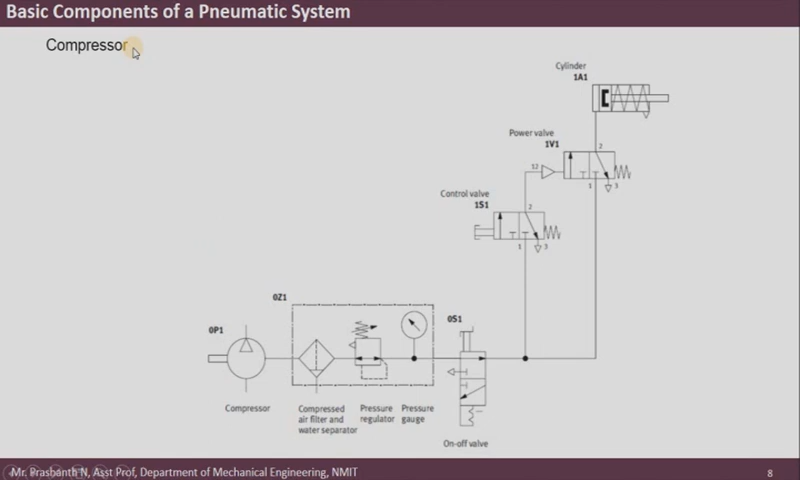 Basic Components of a Pneumatic System
Compressor
Cylinder
1A1
Power valve
1V1
2
12
1
3
Control valve
1S1
2
1
3
0Z1
0P1
0S1
Compressor
Compressed
air filter and
water separator
Pressure
regulator
Pressure
gauge
On-off valve
Mr. Prashanth N, Asst Prof, Department of Mechanical Engineering, NMIT
8